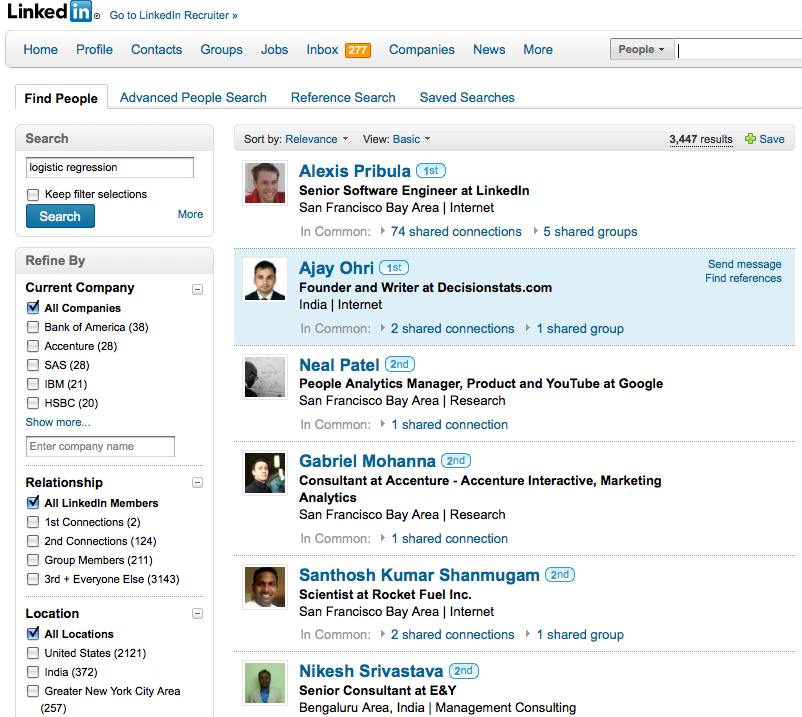 Linked in ® Go to LinkedIn Recruiter »
Home Profile Contacts Groups Jobs Inbox 277 Companies News More People
Find People Advanced People Search Reference Search Saved Searches
Search
logistic regression
Keep filter selections
Search More
Refine By
Current Company
All Companies
Bank of America (38)
Accenture (28)
SAS (28)
IBM (21)
HSBC (20)
Show more...
Enter company name
Relationship
All LinkedIn Members
1st Connections (2)
2nd Connections (124)
Group Members (211)
3rd + Everyone Else (3143)
Location
All Locations
United States (2121)
India (372)
Greater New York City Area
(257)
Sort by: Relevance View: Basic 3,447 results Save
Alexis Pribula 1st
Senior Software Engineer at LinkedIn
San Francisco Bay Area | Internet
In Common: 74 shared connections 5 shared groups
Ajay Ohri 1st Send message
Founder and Writer at Decisionstats.com Find references
India | Internet
In Common: 2 shared connections 1 shared group
Neal Patel 2nd
People Analytics Manager, Product and YouTube at Google
San Francisco Bay Area | Research
In Common: 1 shared connection
Gabriel Mohanna 2nd
Consultant at Accenture - Accenture Interactive, Marketing
Analytics
San Francisco Bay Area | Research
In Common: 1 shared connection
Santhosh Kumar Shanmugam 2nd
Scientist at Rocket Fuel Inc.
San Francisco Bay Area | Internet
In Common: 2 shared connections 1 shared group
Nikesh Srivastava 2nd
Senior Consultant at E&Y
Bengaluru Area, India | Management Consulting